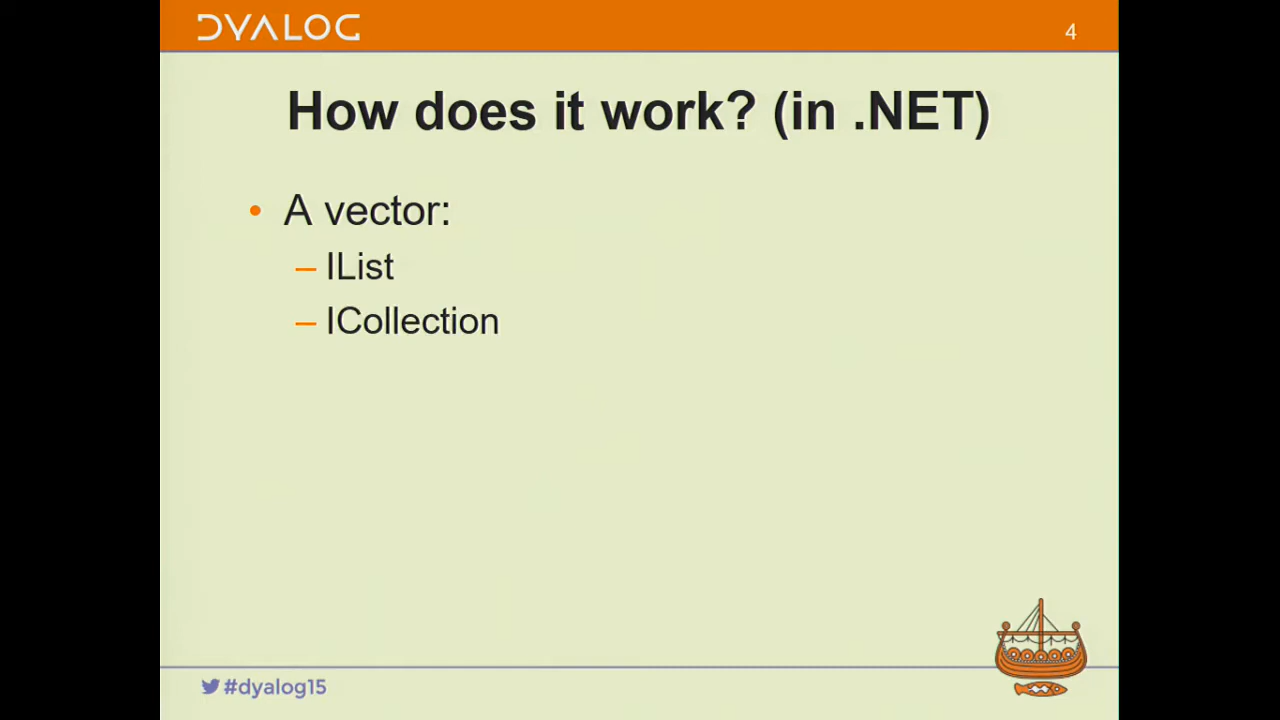 DYALOG
4
How does it work? (in .NET)
• A vector:
– IList
– ICollection
#dyalog15